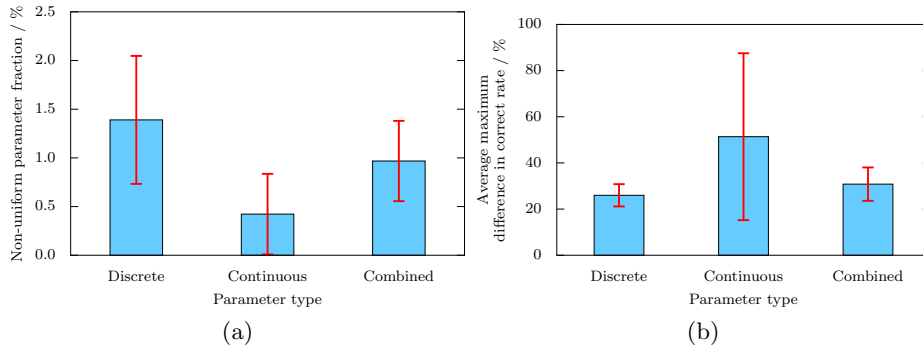 Non-uniform parameter fraction / %
2.5
2.0
1.5
1.0
0.5
0.0
Discrete
Continuous
Combined
Parameter type
(a)
Average maximum
difference in correct rate / %
100
80
60
40
20
0
Discrete
Continuous
Combined
Parameter type
(b)